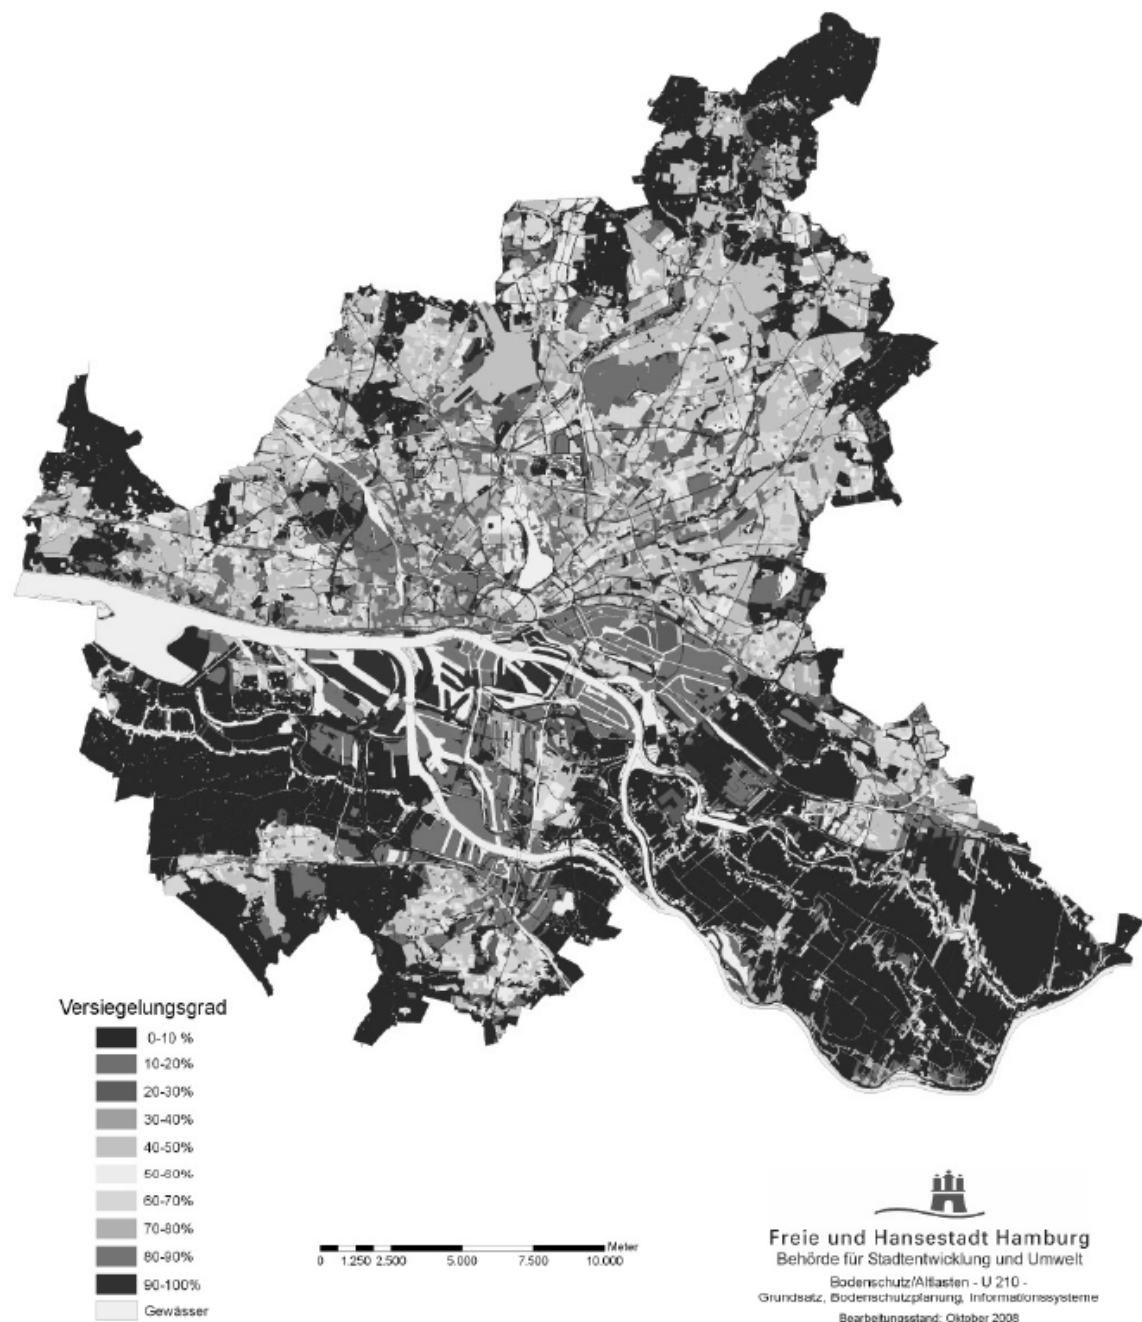 Versiegelungsgrad
0-10 %
10-20%
20-30%
30-40%
40-50%
50-60%
60-70%
70-80%
80-90%
90-100%
Gewässer
Meter
0 1.250 2.500 5.000 7.500 10.000
Freie und Hansestadt Hamburg
Behörde für Stadtentwicklung und Umwelt
Bodenschutz/Altlasten - U 210 -
Grundsatz, Bodenschutzplanung, Informationssysteme
Bearbeitungsstand: Oktober 2008